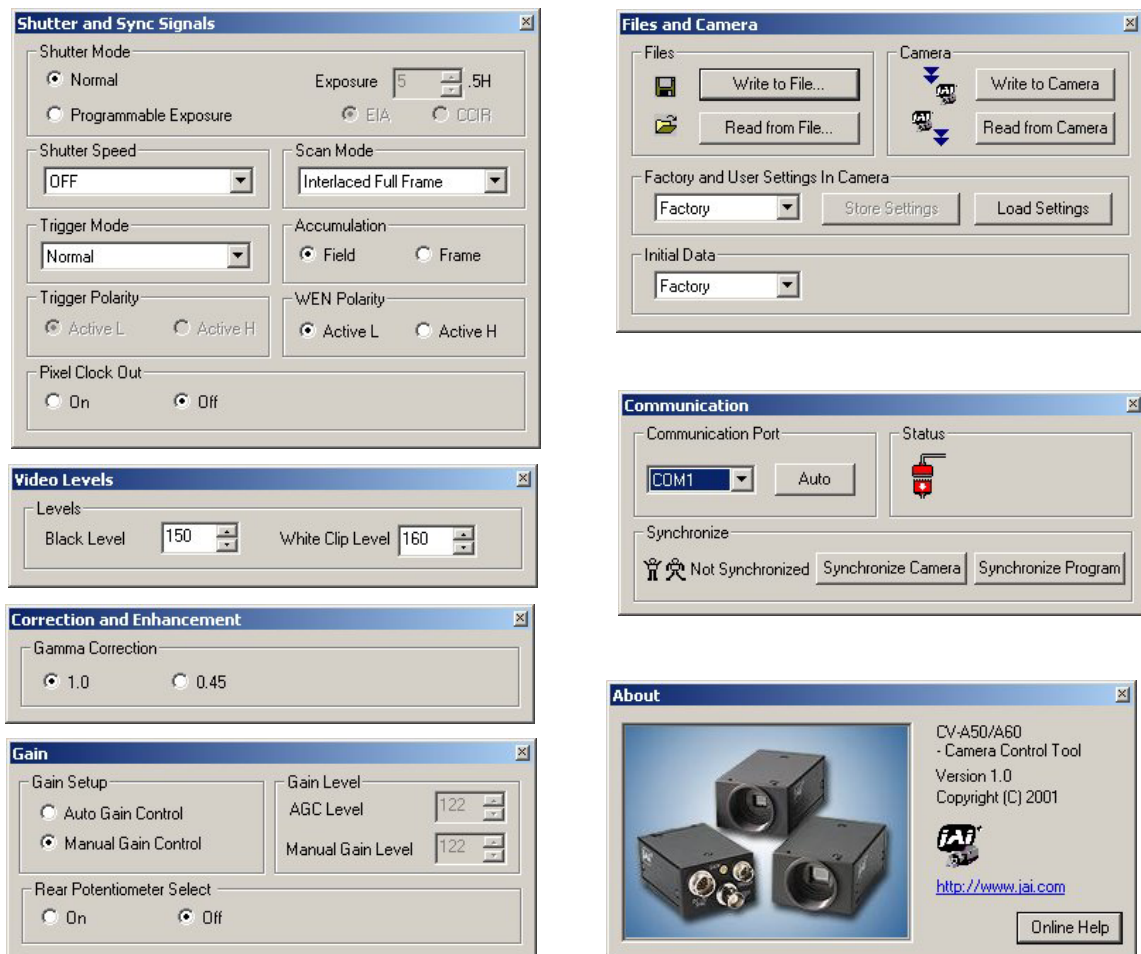 Shutter and Sync Signals
Shutter Mode
Normal
Exposure 5 .5H
Programmable Exposure
EIA CCIR
Shutter Speed
OFF
Scan Mode
Interlaced Full Frame
Trigger Mode
Normal
Accumulation
Field Frame
Trigger Polarity
Active L Active H
WEN Polarity
Active L Active H
Pixel Clock Out
On Off
Video Levels
Levels
Black Level 150 White Clip Level 160
Correction and Enhancement
Gamma Correction
1.0 0.45
Gain
Gain Setup
Auto Gain Control
Manual Gain Control
Gain Level
AGC Level 122
Manual Gain Level 122
Rear Potentiometer Select
On Off
Files and Camera
Files
Write to File...
Read from File...
Camera
JAI
Write to Camera
JAI
Read from Camera
Factory and User Settings In Camera
Factory Store Settings Load Settings
Initial Data
Factory
Communication
Communication Port
COM1 Auto
Status
Synchronize
Not Synchronized Synchronize Camera Synchronize Program
About
CV-A50/A60
- Camera Control Tool
Version 1.0
Copyright (C) 2001
JAI
http://www.jai.com
Online Help